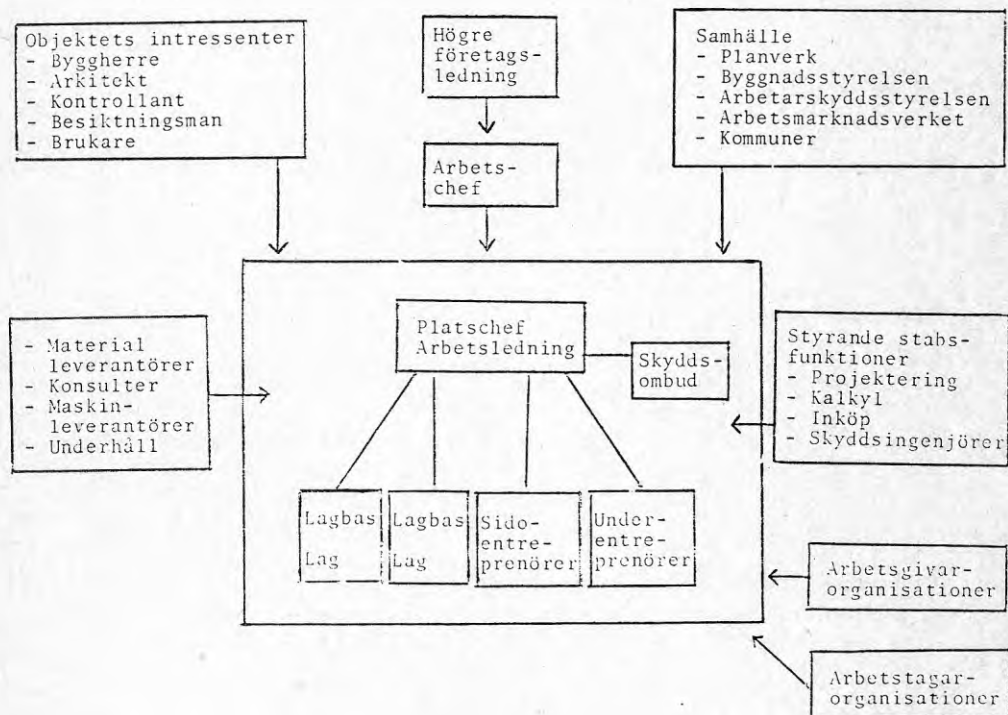 Objektets intressenter
- Byggherre
- Arkitekt
- Kontrollant
- Besiktningsman
- Brukare
Högre
företags-
ledning
Samhälle
- Planverk
- Byggnadsstyrelsen
- Arbetarskyddsstyrelsen
- Arbetsmarknadsverket
- Kommuner
Arbets-
chef
- Material
leverantörer
- Konsulter
- Maskin-
leverantörer
- Underhåll
Platschef
Arbetsledning
Skydds-
ombud
Styrande stabs-
funktioner
- Projektering
- Kalkyl
- Inköp
- Skyddsingenjörer
Lagbas
Lag
Lagbas
Lag
Sido-
entre-
prenörer
Under-
entre-
prenörer
Arbetsgivar-
organisationer
Arbetstagar-
organisationer